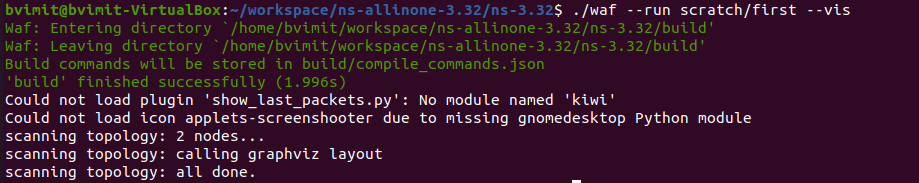 bvimit@bvimit-VirtualBox:~/workspace/ns-allinone-3.32/ns-3.32$ ./waf --run scratch/first --vis
Waf: Entering directory `/home/bvimit/workspace/ns-allinone-3.32/ns-3.32/build'
Waf: Leaving directory `/home/bvimit/workspace/ns-allinone-3.32/ns-3.32/build'
Build commands will be stored in build/compile_commands.json
'build' finished successfully (1.996s)
Could not load plugin 'show_last_packets.py': No module named 'kiwi'
Could not load icon applets-screenshooter due to missing gnomedesktop Python module
scanning topology: 2 nodes...
scanning topology: calling graphviz layout
scanning topology: all done.